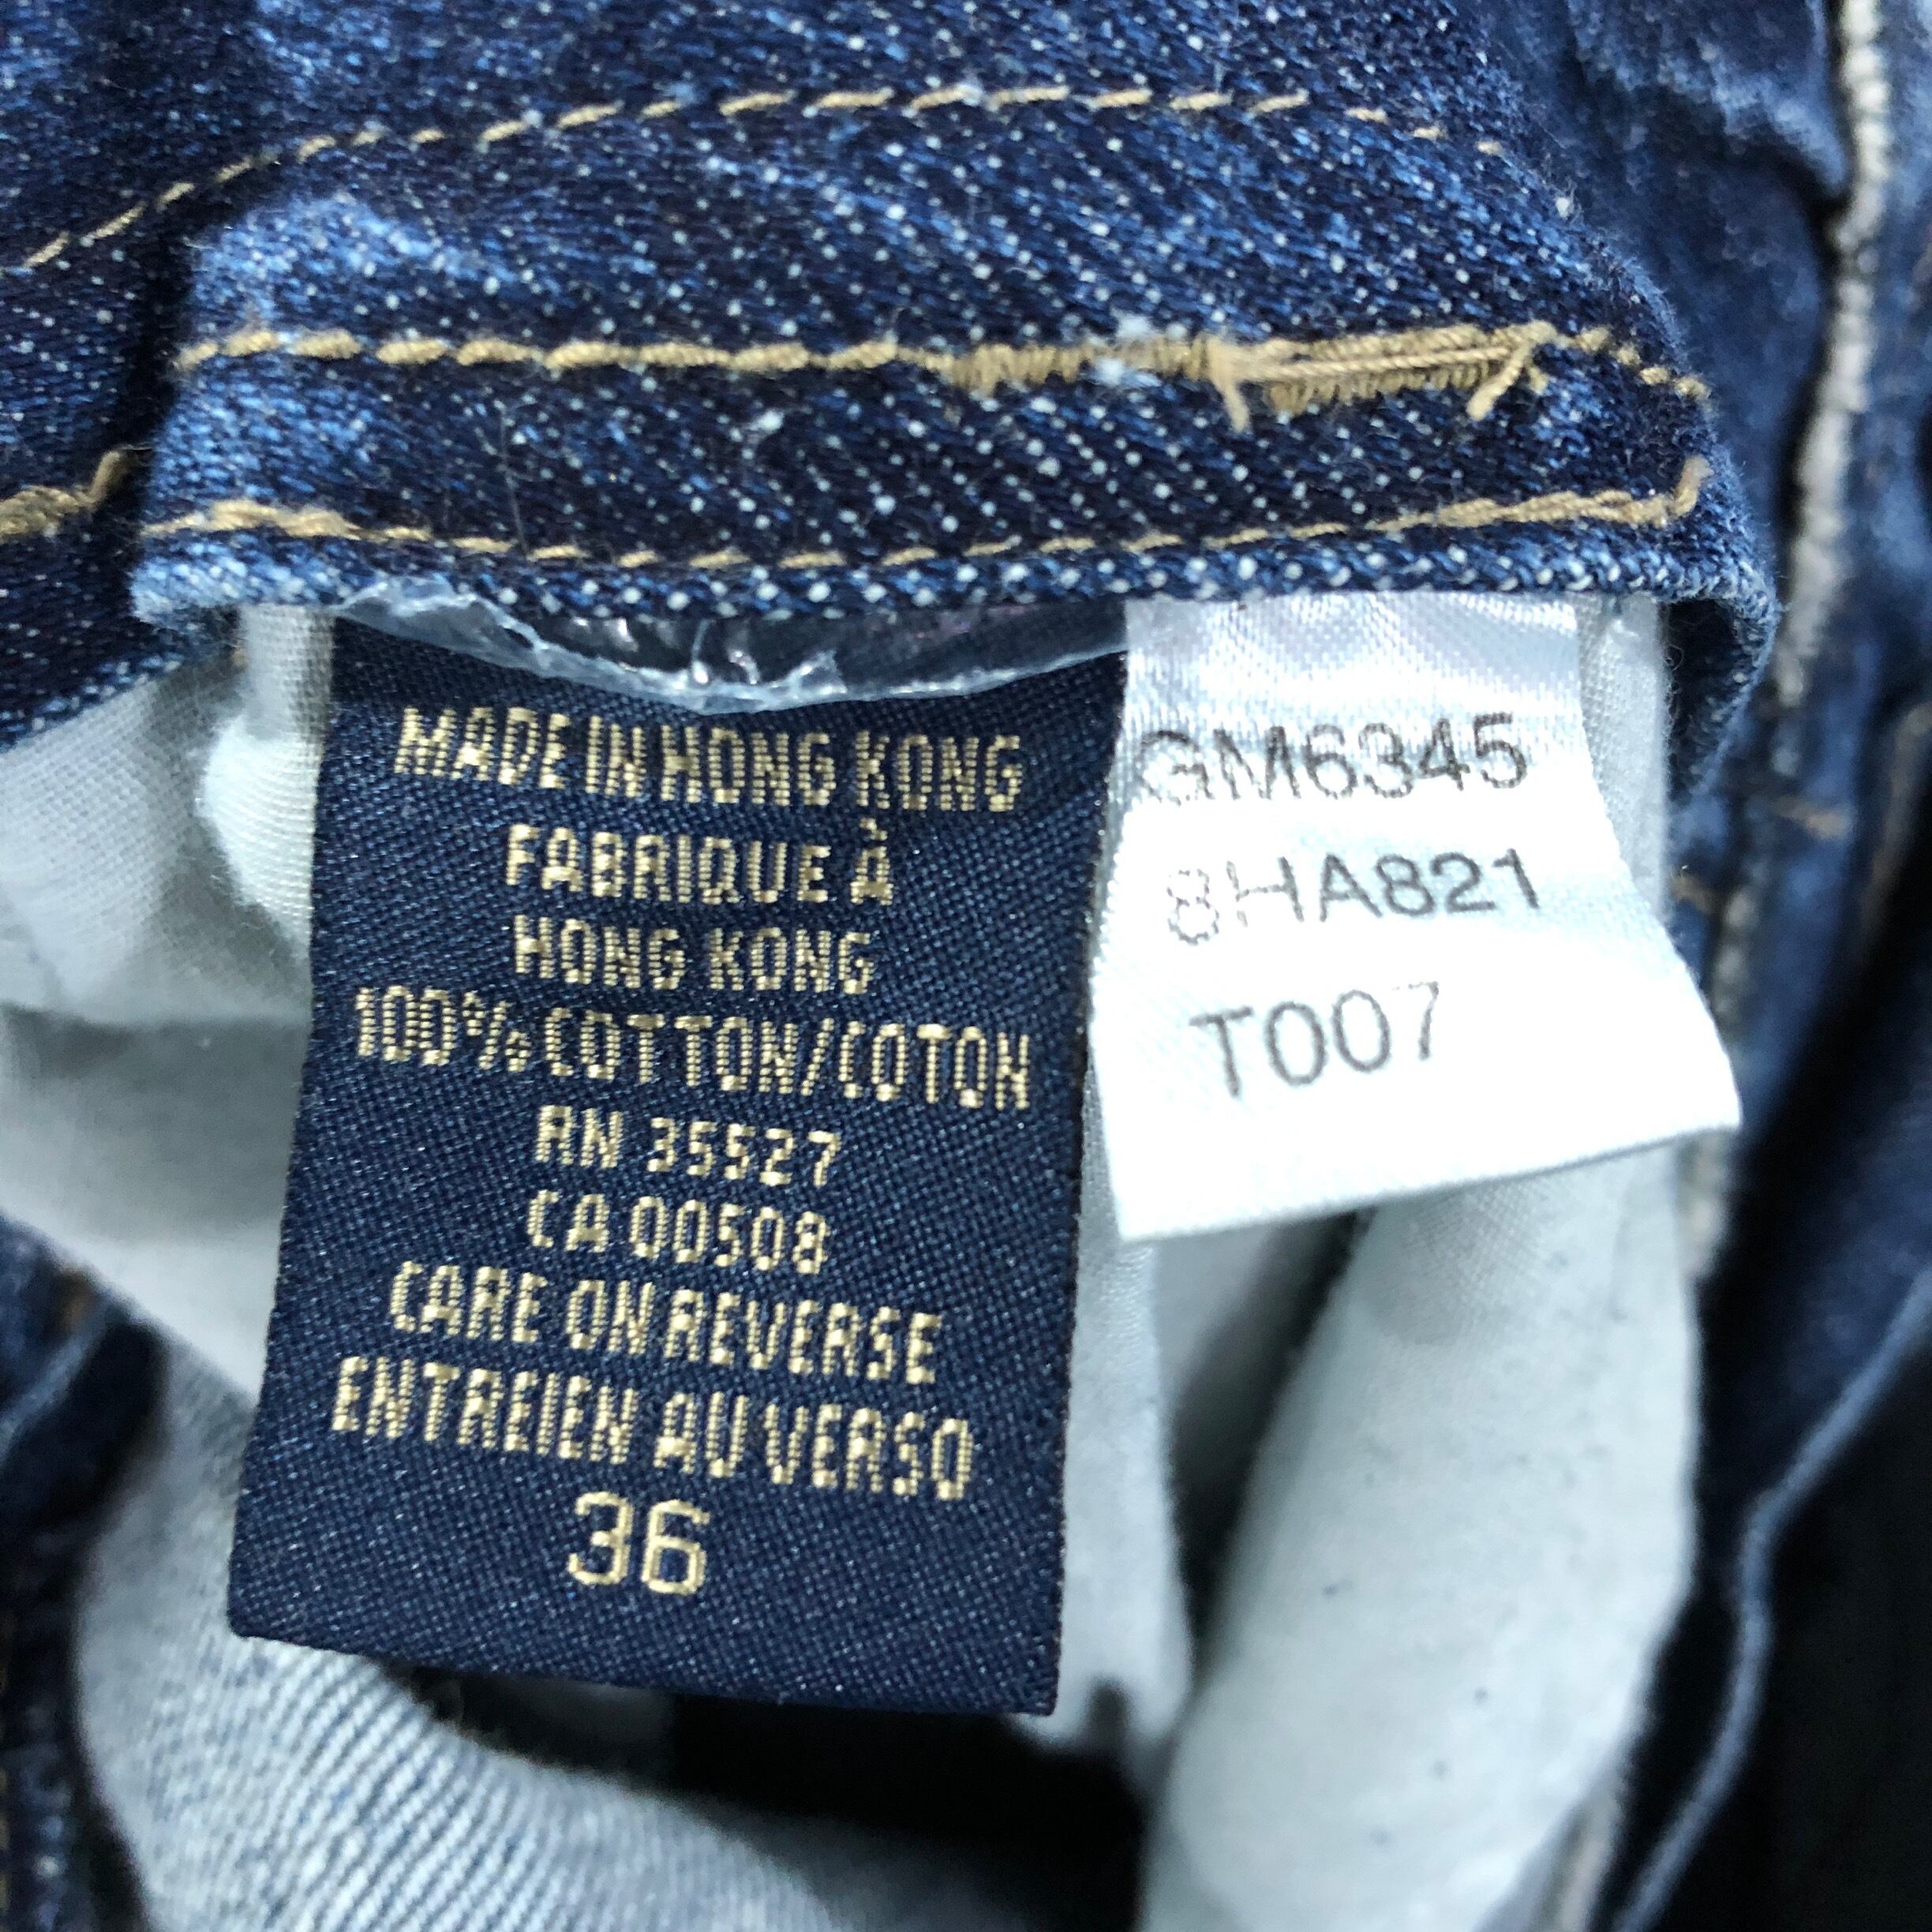 MADE IN HONG KONG
FABRIQUE À
HONG KONG
100% COTTON/COTON
RN 35527
CA 00508
CARE ON REVERSE
ENTREIEN AU VERSO
36
GM6345
8HA821
T007